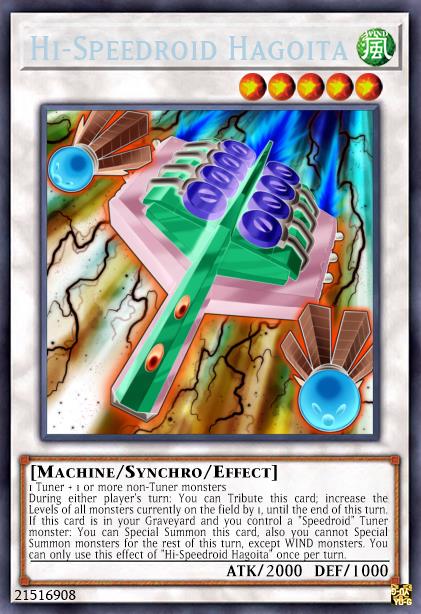 Hi-Speedroid Hagoita
WIND
風
[Machine/Synchro/Effect]
1 Tuner + 1 or more non-Tuner monsters
During either player's turn: You can Tribute this card; increase the
Levels of all monsters currently on the field by 1, until the end of this turn.
If this card is in your Graveyard and you control a "Speedroid" Tuner
monster: You can Special Summon this card, also you cannot Special
Summon monsters for the rest of this turn, except WIND monsters. You
can only use this effect of "Hi-Speedroid Hagoita" once per turn.
ATK/2000 DEF/1000
21516908